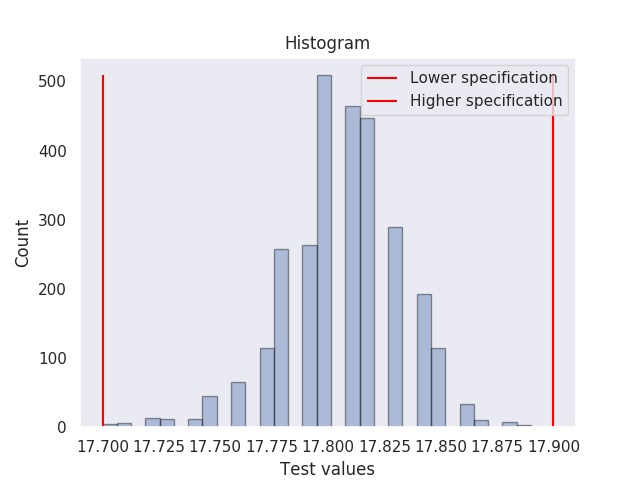 Histogram
Lower specification
Higher specification
500
400
300
200
100
0
Count
17.700 17.725 17.750 17.775 17.800 17.825 17.850 17.875 17.900
Test values